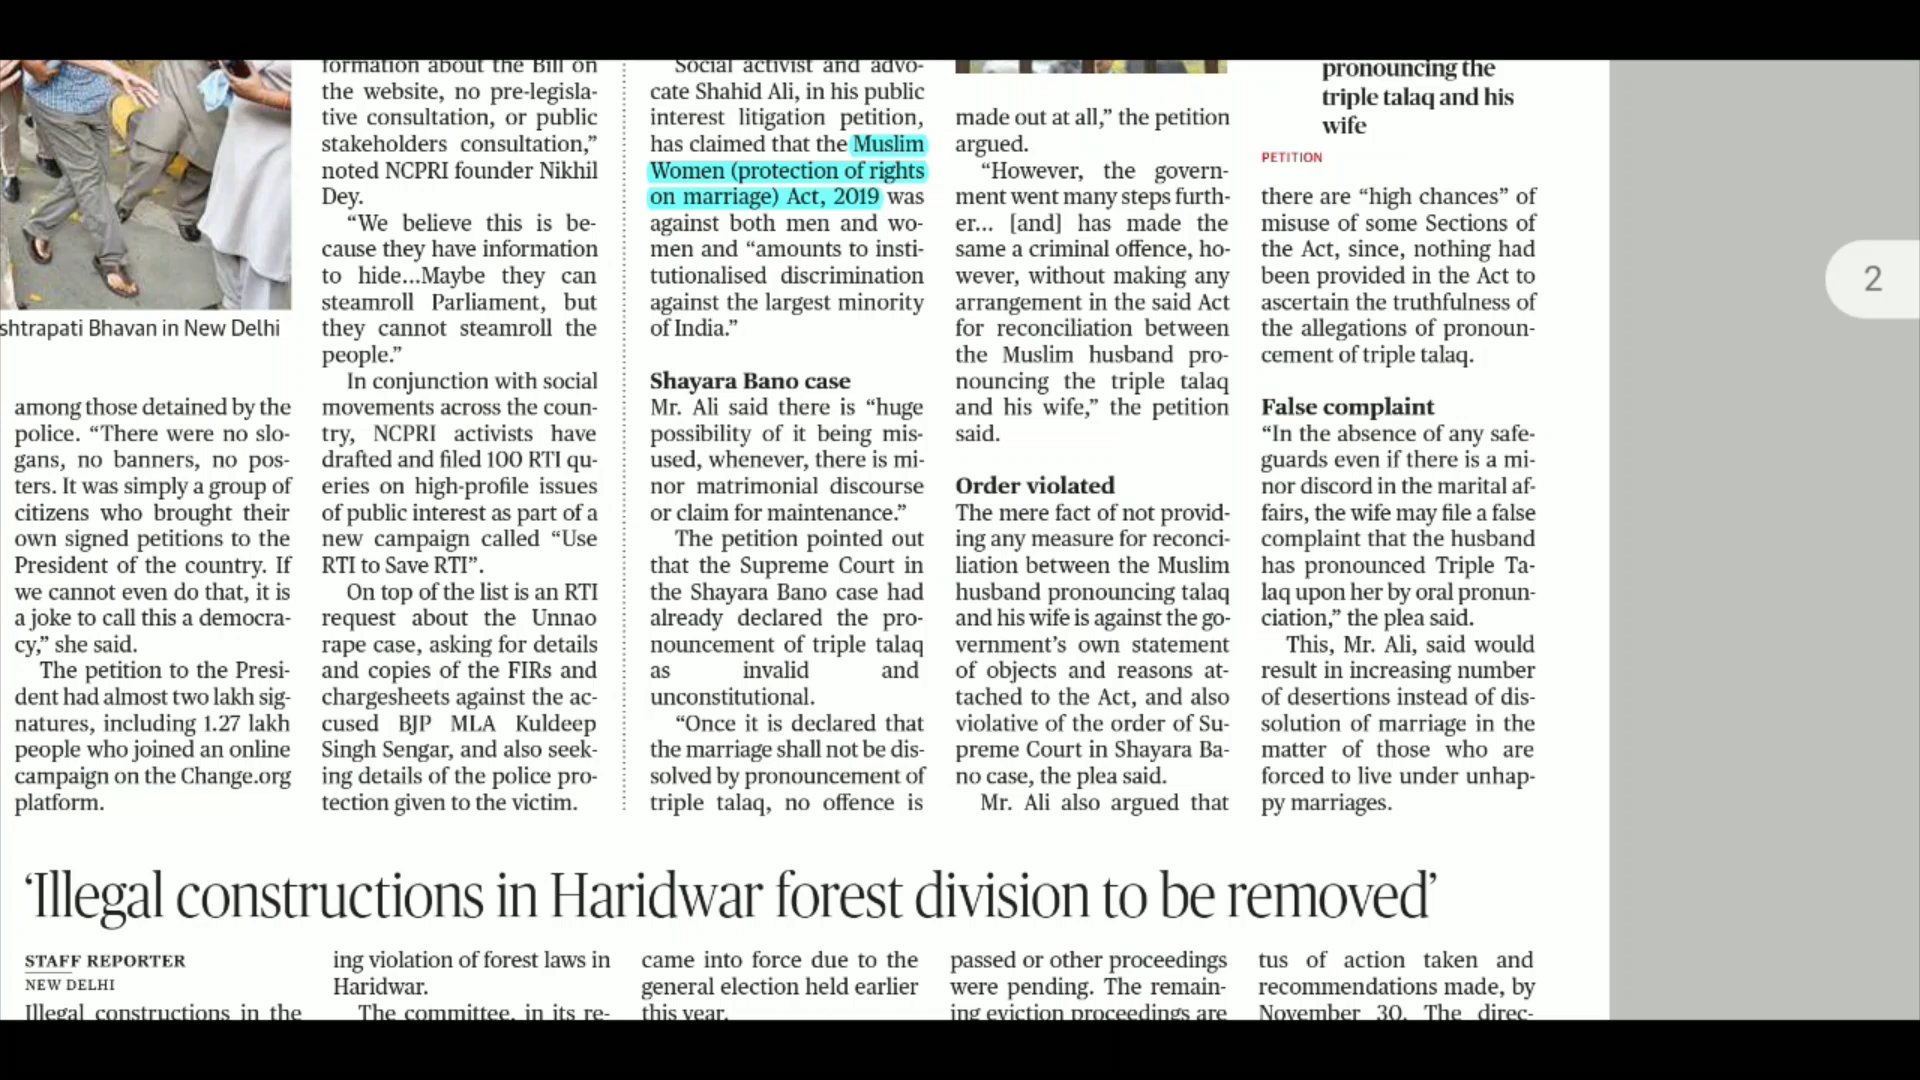 shtrapati Bhavan in New Delhi
among those detained by the
police. “There were no slo-
gans, no banners, no pos-
ters. It was simply a group of
citizens who brought their
own signed petitions to the
President of the country. If
we cannot even do that, it is
a joke to call this a democra-
cy,” she said.
The petition to the Presi-
dent had almost two lakh sig-
natures, including 1.27 lakh
people who joined an online
campaign on the Change.org
platform.
formation about the Bill on
the website, no pre-legisla-
tive consultation, or public
stakeholders consultation,”
noted NCPRI founder Nikhil
Dey.
“We believe this is be-
cause they have information
to hide...Maybe they can
steamroll Parliament, but
they cannot steamroll the
people.”
In conjunction with social
movements across the coun-
try, NCPRI activists have
drafted and filed 100 RTI qu-
eries on high-profile issues
of public interest as part of a
new campaign called “Use
RTI to Save RTI”.
On top of the list is an RTI
request about the Unnao
rape case, asking for details
and copies of the FIRs and
chargesheets against the ac-
cused BJP MLA Kuldeep
Singh Sengar, and also seek-
ing details of the police pro-
tection given to the victim.
Social activist and advo-
cate Shahid Ali, in his public
interest litigation petition,
has claimed that the Muslim
Women (protection of rights
on marriage) Act, 2019 was
against both men and wo-
men and “amounts to insti-
tutionalised discrimination
against the largest minority
of India.”
Shayara Bano case
Mr. Ali said there is “huge
possibility of it being mis-
used, whenever, there is mi-
nor matrimonial discourse
or claim for maintenance.”
The petition pointed out
that the Supreme Court in
the Shayara Bano case had
already declared the pro-
nouncement of triple talaq
as invalid and
unconstitutional.
“Once it is declared that
the marriage shall not be dis-
solved by pronouncement of
triple talaq, no offence is
made out at all,” the petition
argued.
“However, the govern-
ment went many steps furth-
er... [and] has made the
same a criminal offence, ho-
wever, without making any
arrangement in the said Act
for reconciliation between
the Muslim husband pro-
nouncing the triple talaq
and his wife,” the petition
said.
Order violated
The mere fact of not provid-
ing any measure for reconci-
liation between the Muslim
husband pronouncing talaq
and his wife is against the go-
vernment’s own statement
of objects and reasons at-
tached to the Act, and also
violative of the order of Su-
preme Court in Shayara Ba-
no case, the plea said.
Mr. Ali also argued that
pronouncing the
triple talaq and his
wife
PETITION
there are “high chances” of
misuse of some Sections of
the Act, since, nothing had
been provided in the Act to
ascertain the truthfulness of
the allegations of pronoun-
cement of triple talaq.
False complaint
“In the absence of any safe-
guards even if there is a mi-
nor discord in the marital af-
fairs, the wife may file a false
complaint that the husband
has pronounced Triple Ta-
laq upon her by oral pronun-
ciation,” the plea said.
This, Mr. Ali, said would
result in increasing number
of desertions instead of dis-
solution of marriage in the
matter of those who are
forced to live under unhap-
py marriages.
2
‘Illegal constructions in Haridwar forest division to be removed’
STAFF REPORTER
NEW DELHI
Illegal constructions in the
ing violation of forest laws in
Haridwar.
The committee, in its re-
came into force due to the
general election held earlier
this year.
passed or other proceedings
were pending. The remain-
ing eviction proceedings are
tus of action taken and
recommendations made, by
November 30. The direc-